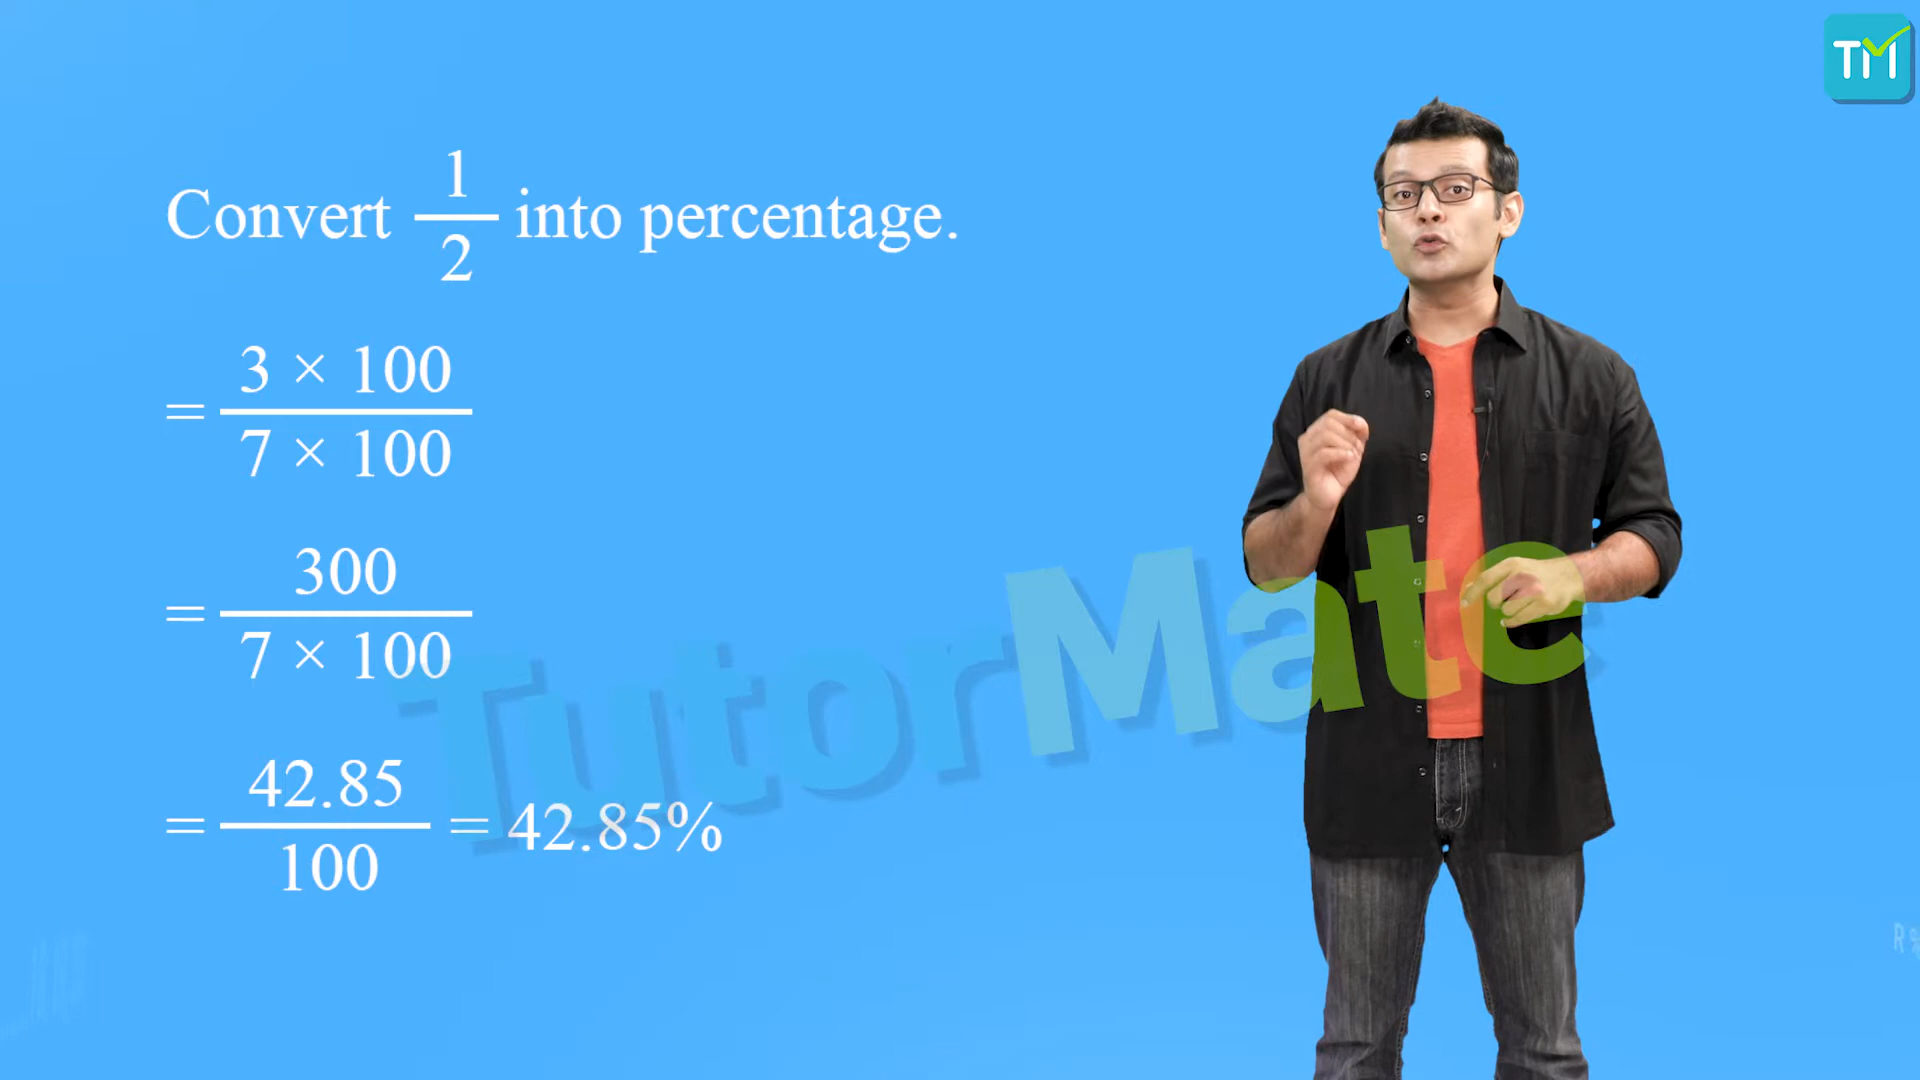 TM
Convert 1/2 into percentage.
= 3 × 100 / 7 × 100
= 300 / 7 × 100
= 42.85 / 100 = 42.85%
TutorMate